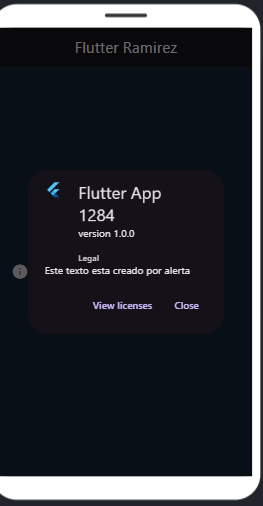 Flutter Ramirez
Flutter App
1284
version 1.0.0
Legal
Este texto esta creado por alerta
View licenses
Close